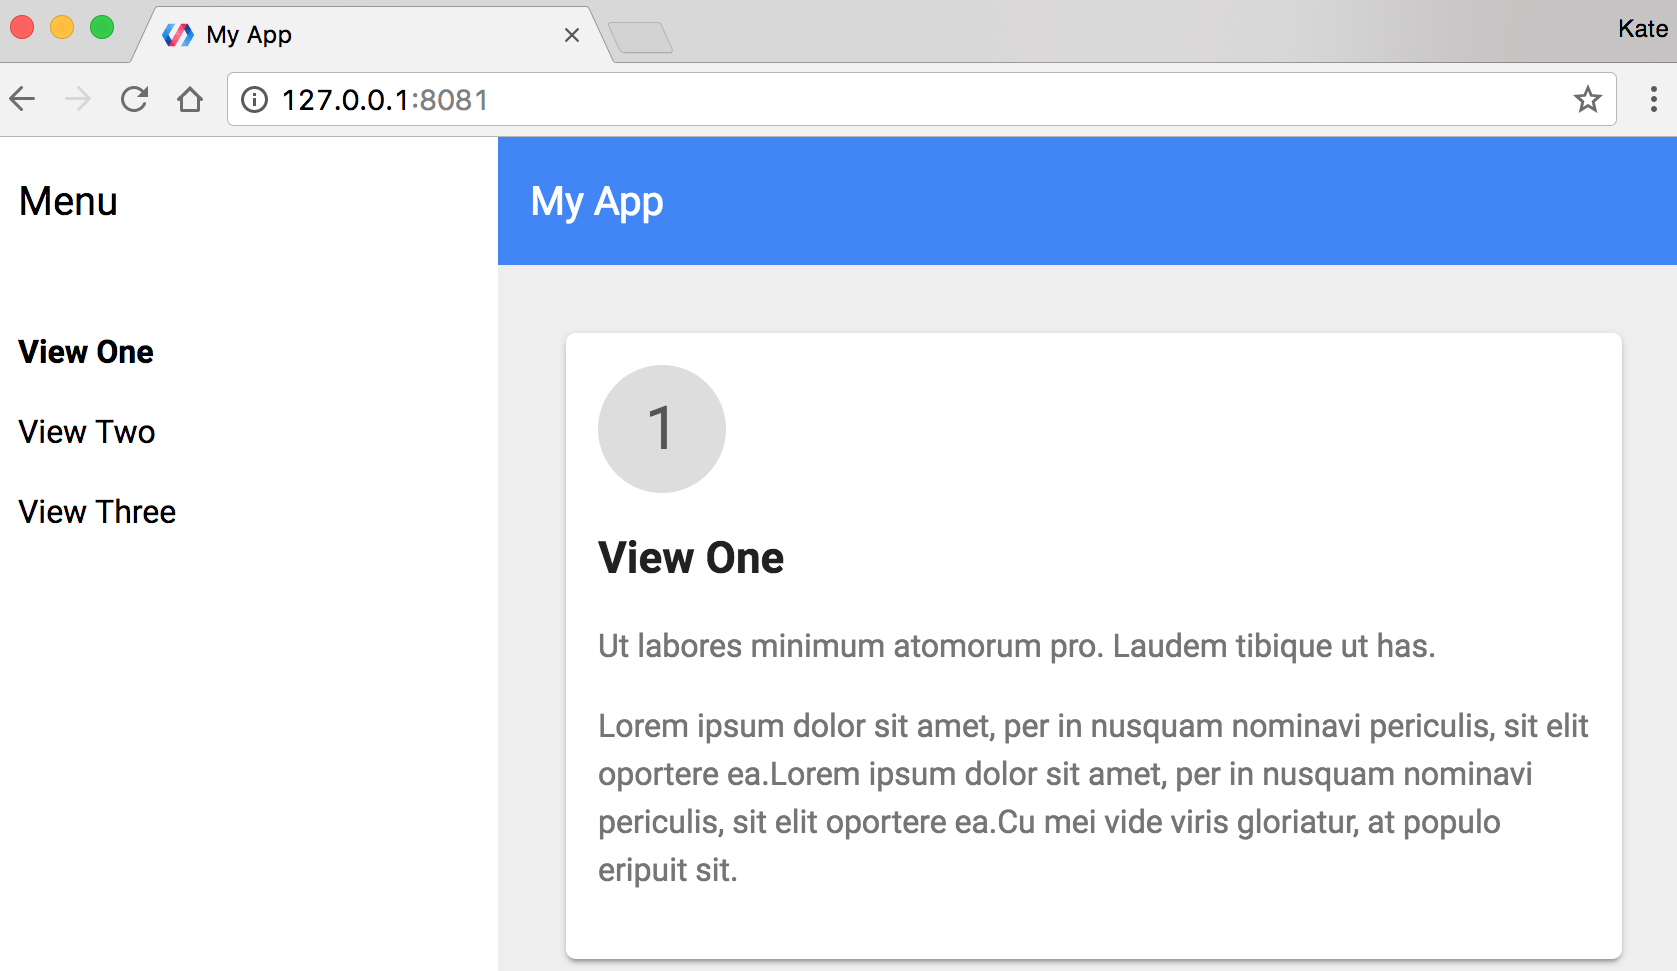 My App
Kate
127.0.0.1:8081
Menu
My App
View One
View Two
View Three
1
View One
Ut labores minimum atomorum pro. Laudem tibique ut has.
Lorem ipsum dolor sit amet, per in nusquam nominavi periculis, sit elit
oportere ea.Lorem ipsum dolor sit amet, per in nusquam nominavi
periculis, sit elit oportere ea.Cu mei vide viris gloriatur, at populo
eripuit sit.